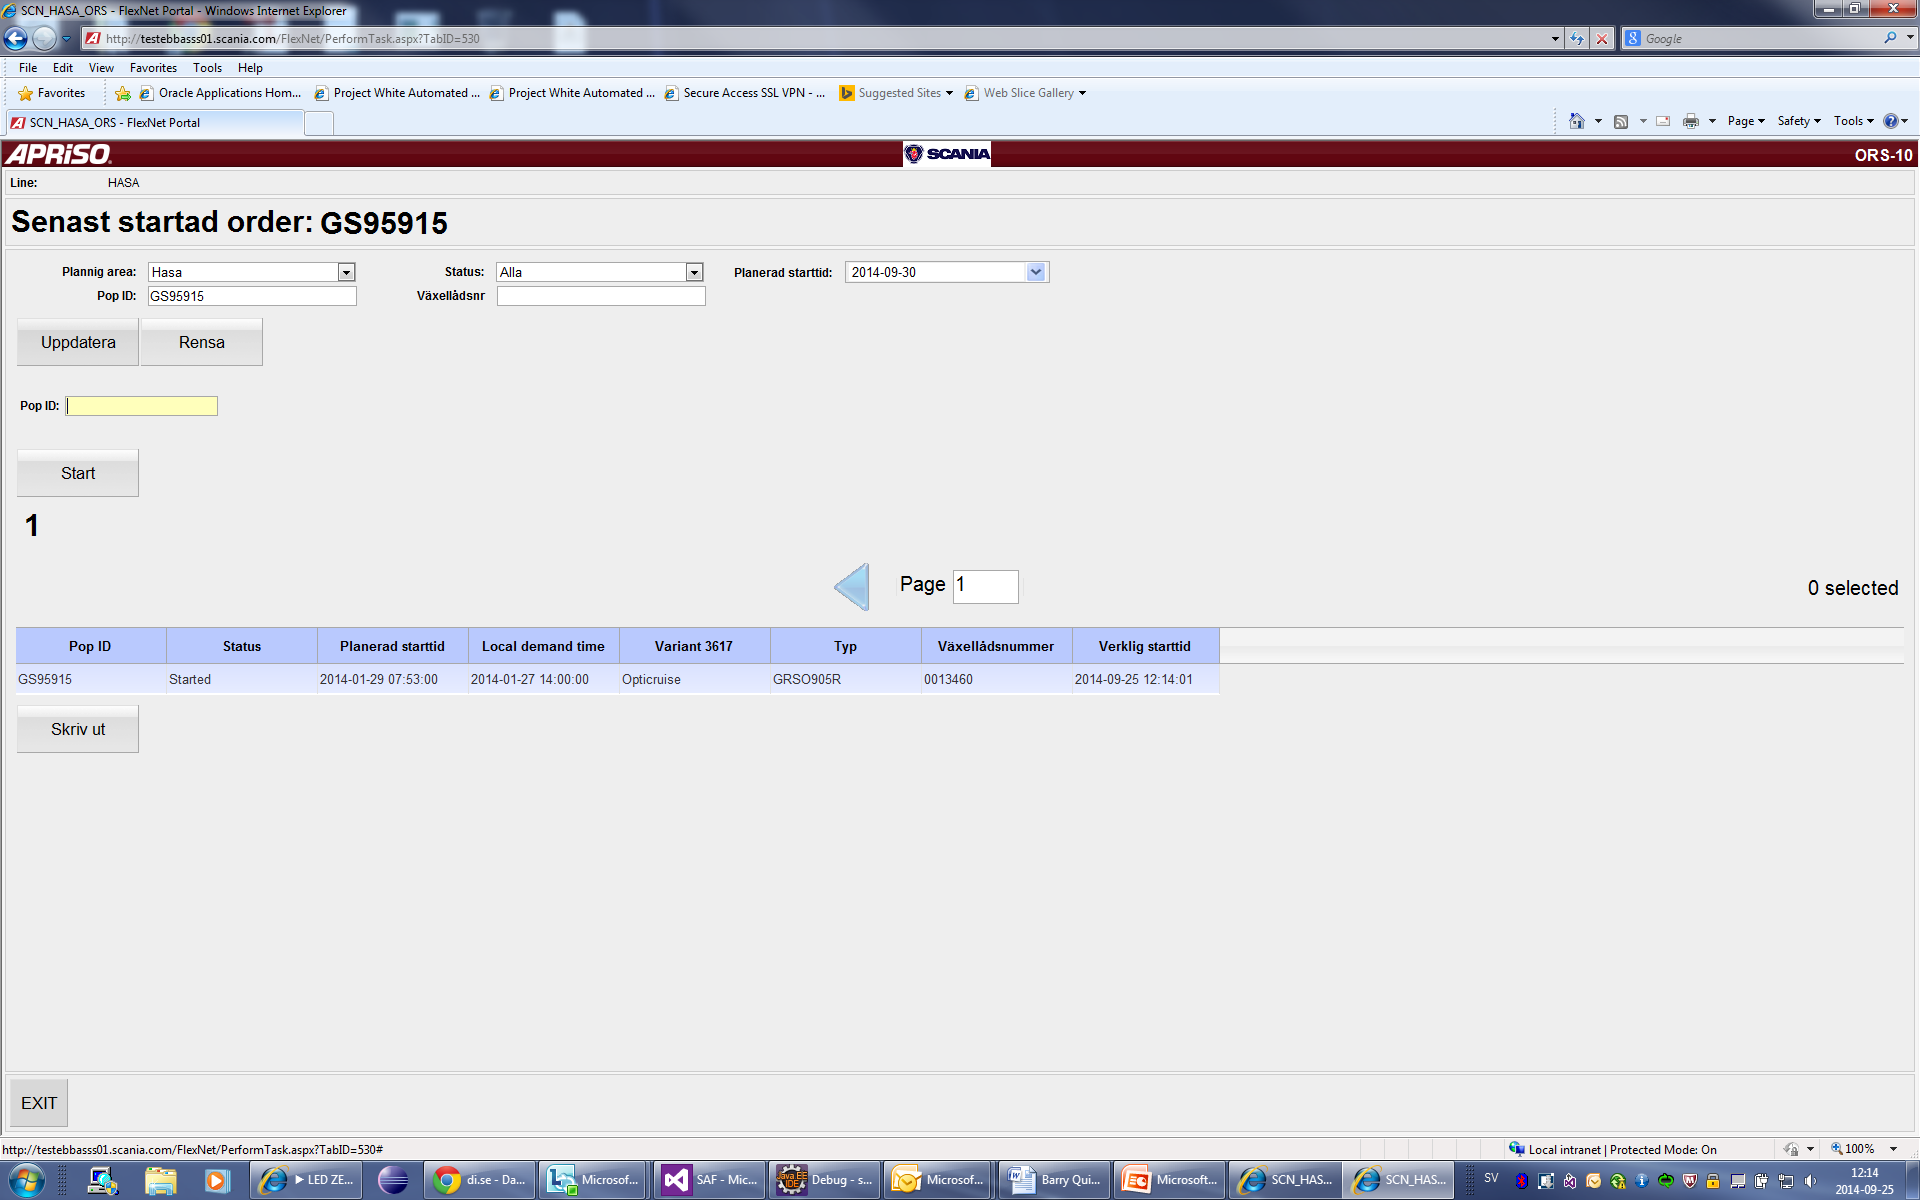 SCN_HASA_ORS - FlexNet Portal - Windows Internet Explorer
http://testebbasss01.scania.com/FlexNet/PerformTask.aspx?TabID=530
Google
File Edit View Favorites Tools Help
Favorites Oracle Applications Hom... Project White Automated ... Project White Automated ... Secure Access SSL VPN - ... Suggested Sites Web Slice Gallery
SCN_HASA_ORS - FlexNet Portal
Page Safety Tools
APRISO SCANIA ORS-10
Line: HASA
Senast startad order: GS95915
Plannig area: Hasa Status: Alla Planerad starttid: 2014-09-30
Pop ID: GS95915 Växellådsnr
Uppdatera Rensa
Pop ID:
Start
1
Page 1 0 selected
Pop ID Status Planerad starttid Local demand time Variant 3617 Typ Växellådsnummer Verklig starttid
GS95915 Started 2014-01-29 07:53:00 2014-01-27 14:00:00 Opticruise GRSO905R 0013460 2014-09-25 12:14:01
Skriv ut
EXIT
http://testebbasss01.scania.com/FlexNet/PerformTask.aspx?TabID=530#
Local intranet | Protected Mode: On 100%
LED ZE... di.se - Da... Microsof... SAF - Mic... Debug - s... Microsof... Barry Qui... Microsoft... SCN_HAS... SCN_HAS... SV 12:14
2014-09-25